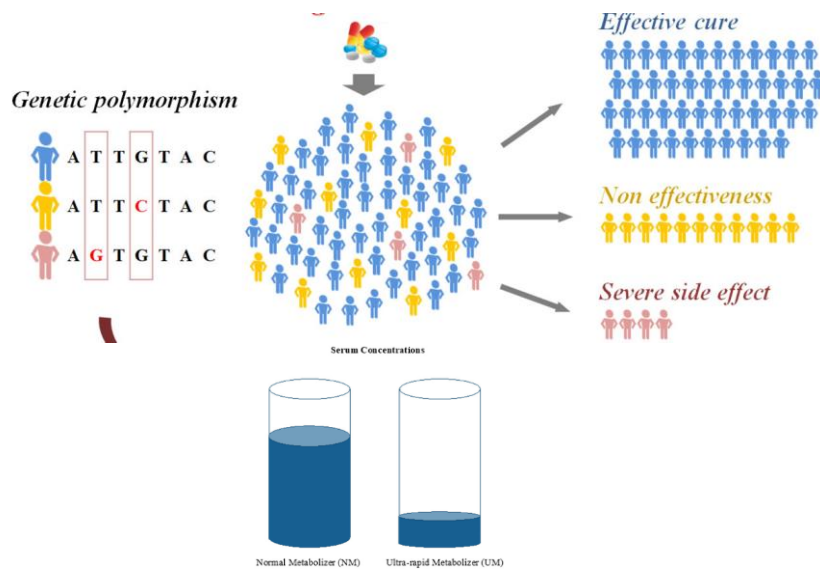 Genetic polymorphism
A T T G T A C
A T T C T A C
A G T G T A C
Effective cure
Non effectiveness
Severe side effect
Serum Concentrations
Normal Metabolizer (NM)
Ultra-rapid Metabolizer (UM)